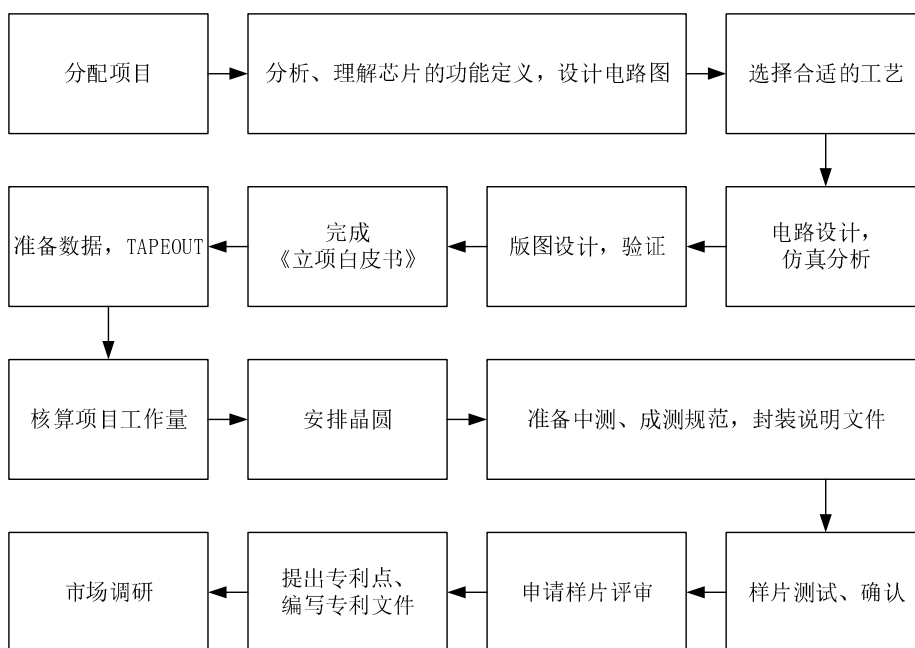 分配项目
分析、理解芯片的功能定义，设计电路图
选择合适的工艺
准备数据，TAPEOUT
完成
《立项白皮书》
版图设计，验证
电路设计，
仿真分析
核算项目工作量
安排晶圆
准备中测、成测规范，封装说明文件
市场调研
提出专利点、
编写专利文件
申请样片评审
样片测试、确认